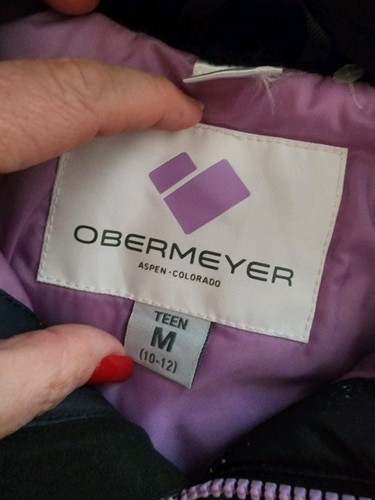 OBERMEYER
ASPEN · COLORADO
TEEN
M
(10-12)